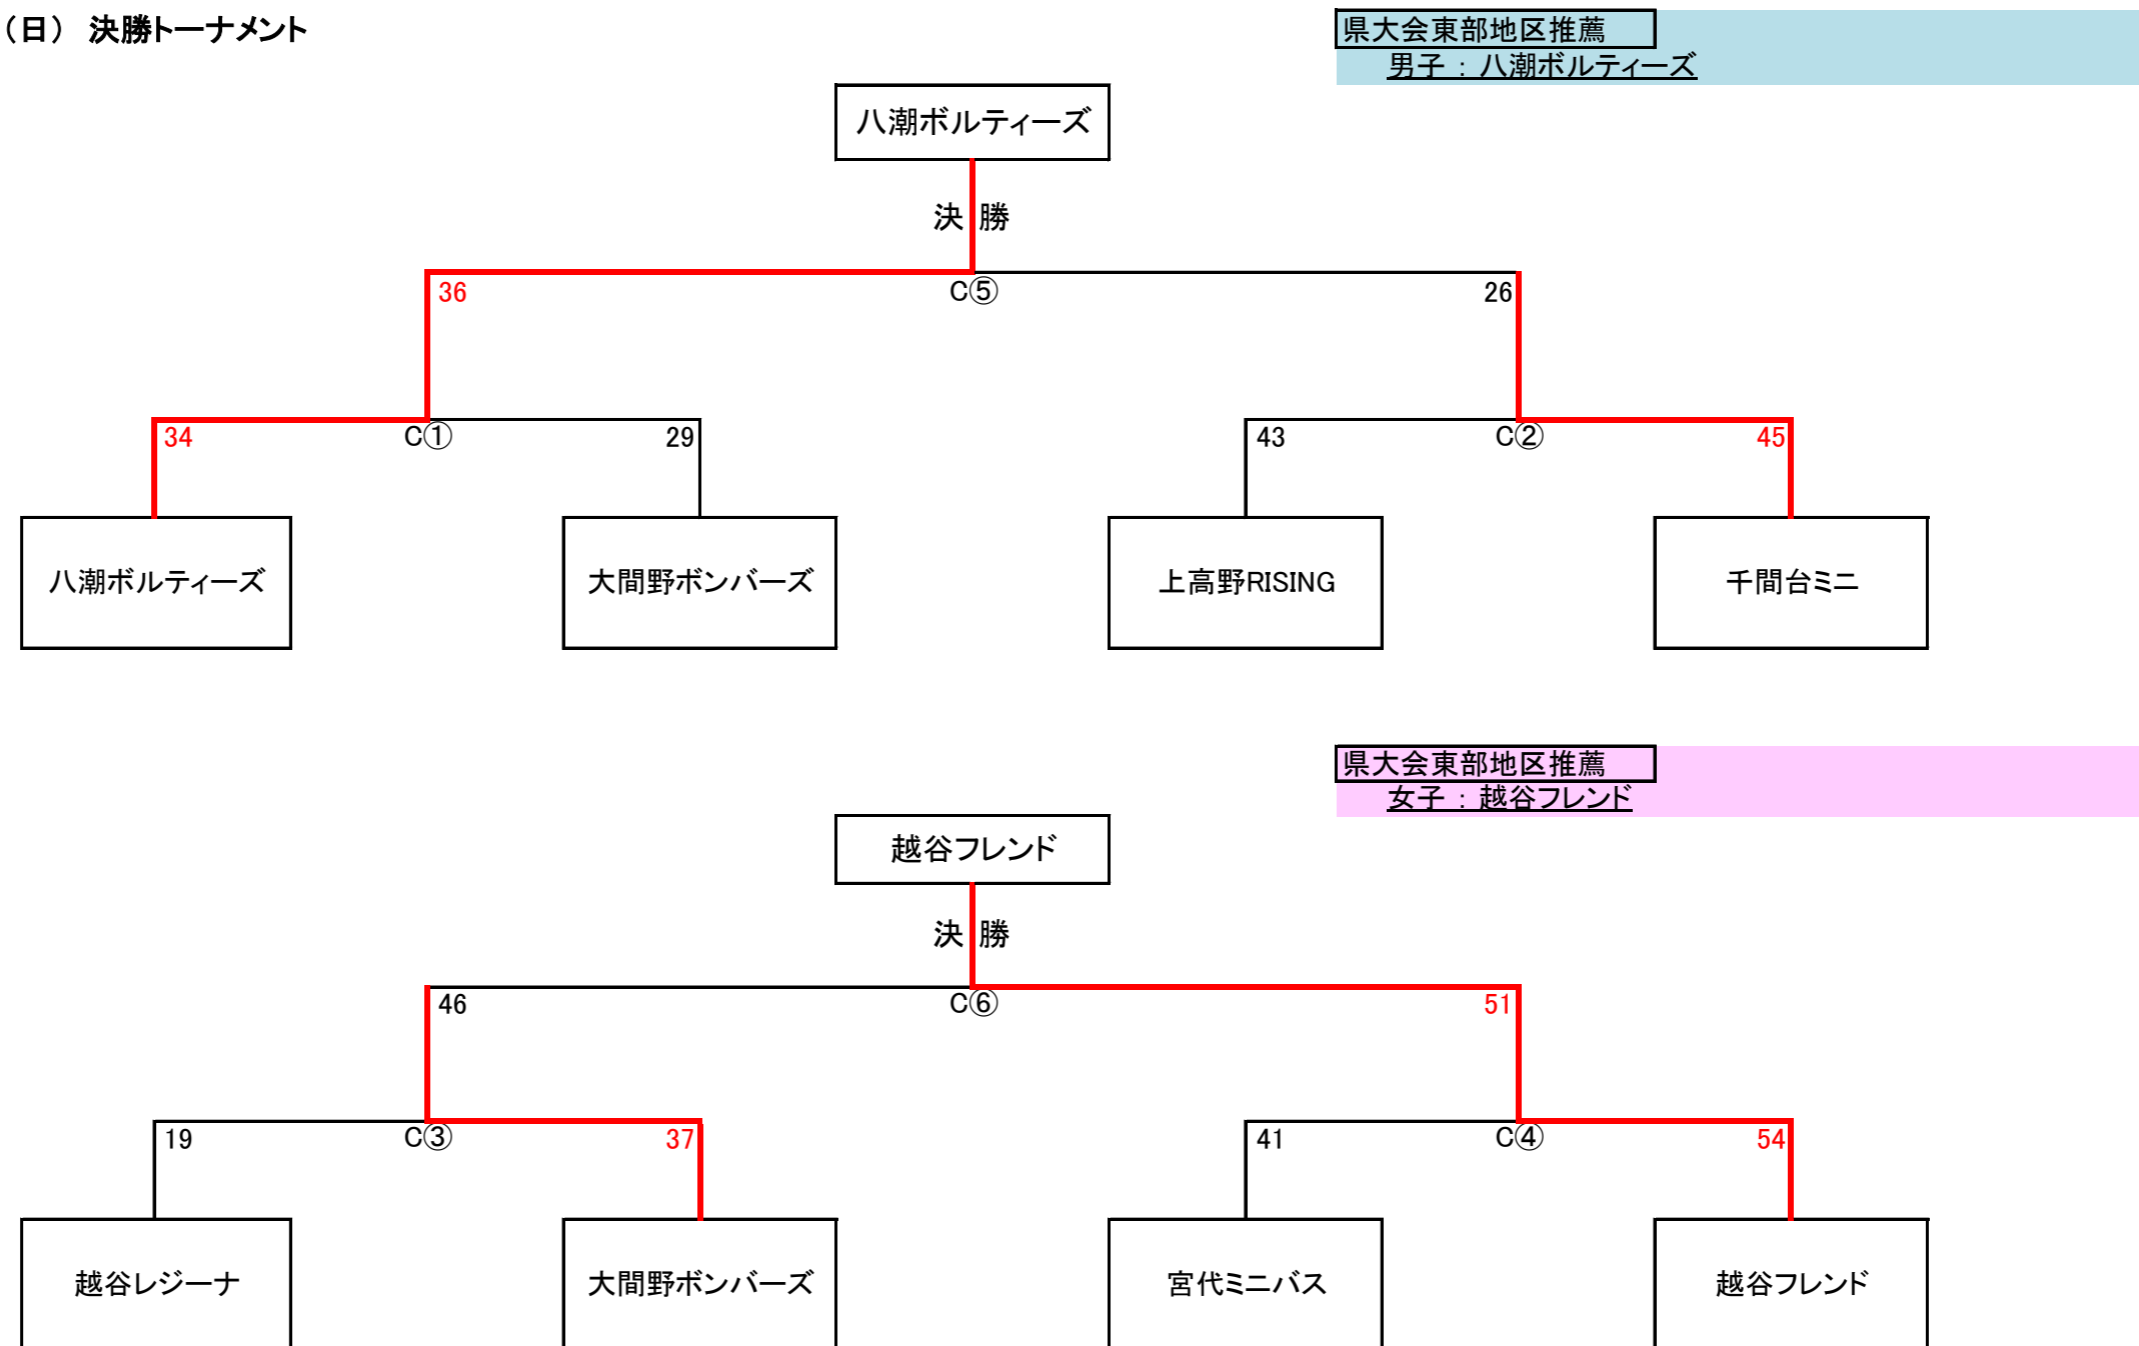 （日） 決勝トーナメント
県大会東部地区推薦
男子 ： 八潮ボルティーズ
八潮ボルティーズ
決 勝
36 C⑤ 26
34 C① 29 43 C② 45
八潮ボルティーズ 大間野ボンバーズ 上高野RISING 千間台ミニ
県大会東部地区推薦
女子 ： 越谷フレンド
越谷フレンド
決 勝
46 C⑥ 51
19 C③ 37 41 C④ 54
越谷レジーナ 大間野ボンバーズ 宮代ミニバス 越谷フレンド